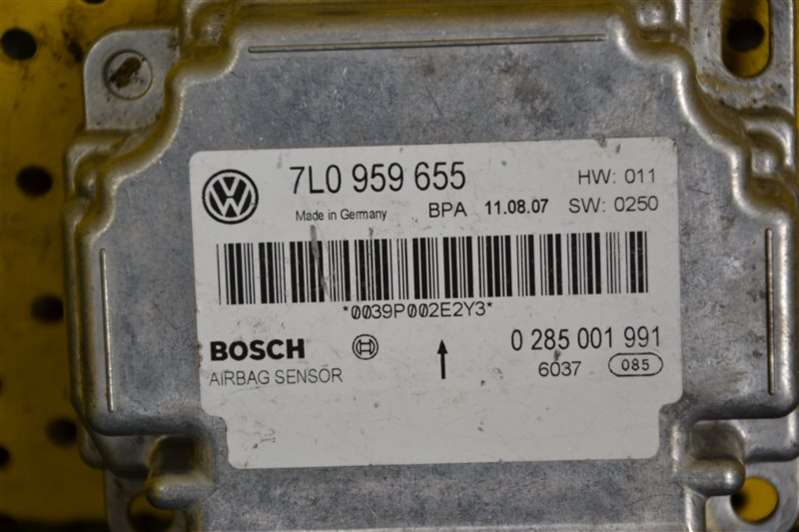 7L0 959 655 HW: 011
Made in Germany BPA 11.08.07 SW: 0250
*0039P002E2Y3*
BOSCH 0 285 001 991
AIRBAG SENSOR 6037 085